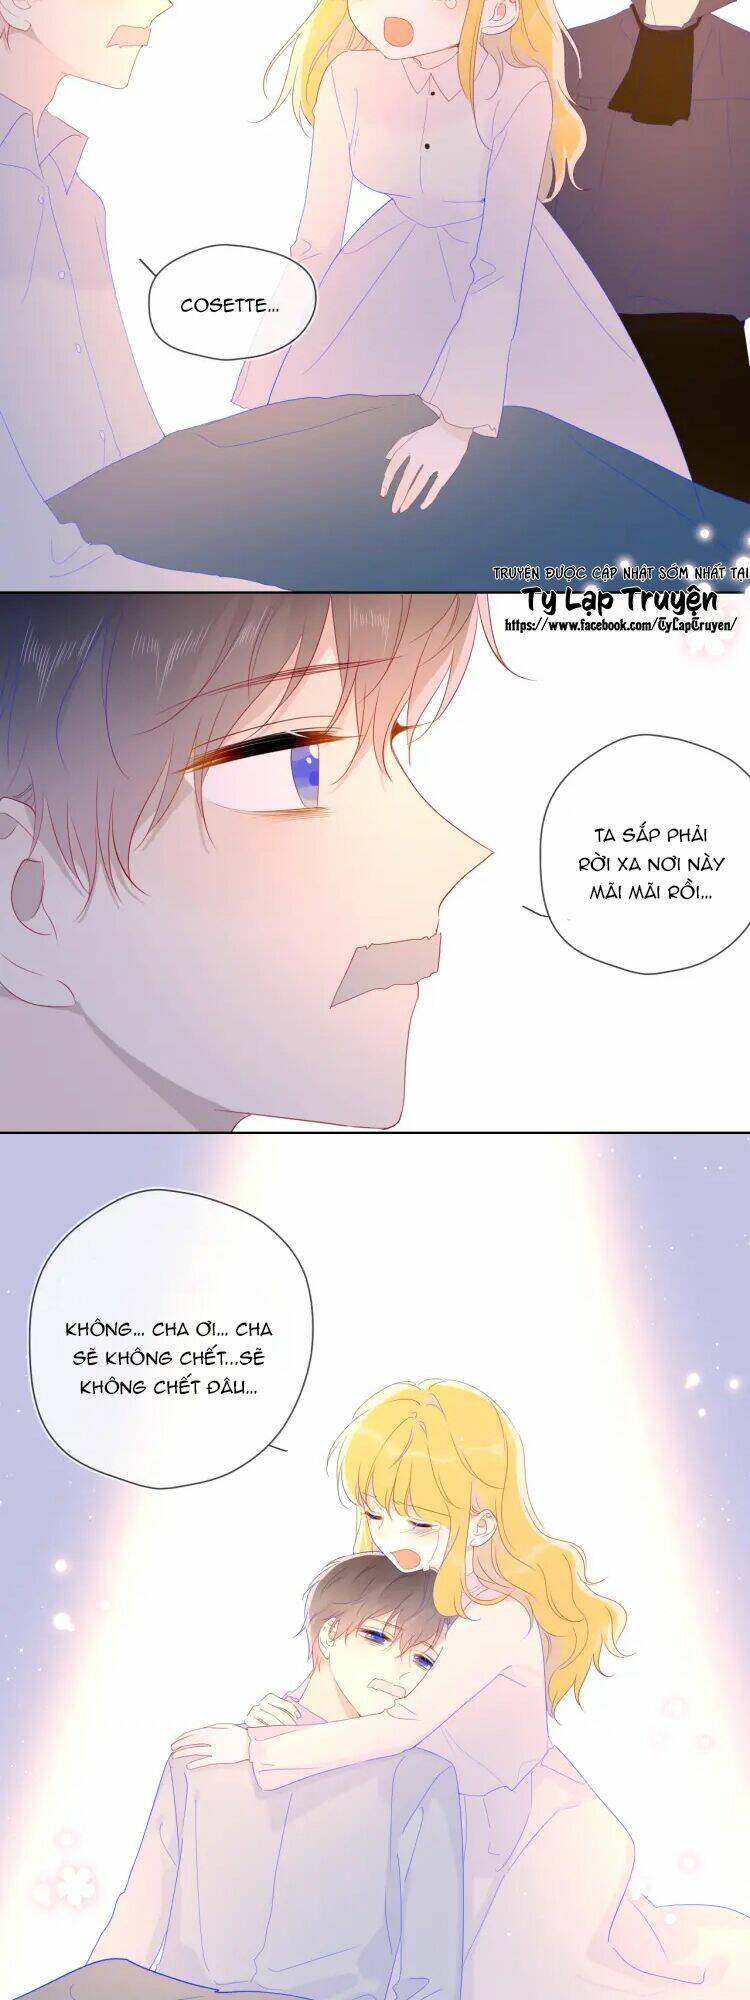 COSETTE...
TRUYỆN ĐƯỢC CẬP NHẬT SỚM NHẤT TẠI
Ty Lạp Truyện
https://www.facebook.com/TyLapTruyen/
TA SẮP PHẢI
RỜI XA NƠI NÀY
MÃI MÃI RỒI...
KHÔNG... CHA ƠI... CHA
SẼ KHÔNG CHẾT...SẼ
KHÔNG CHẾT ĐÂU...